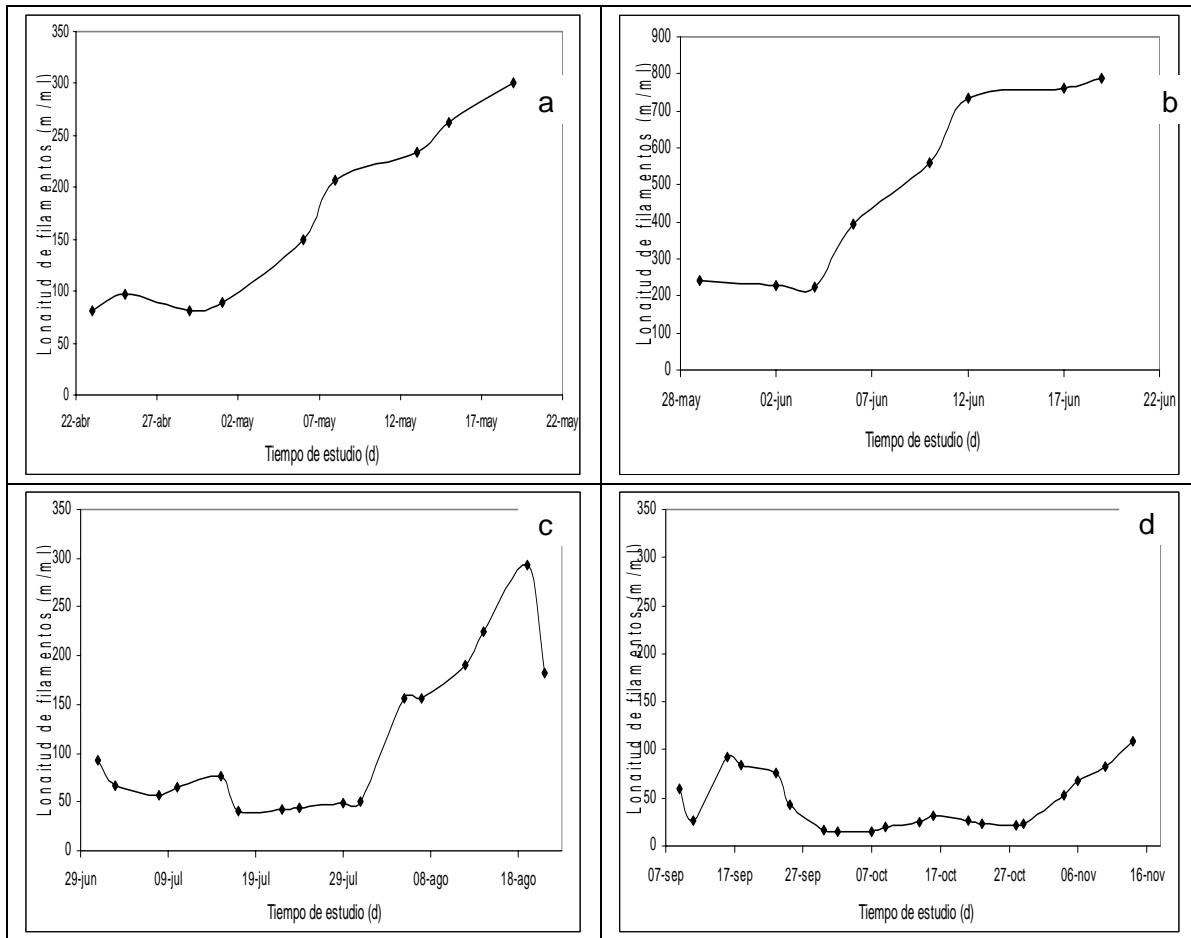 a
350
300
250
200
150
100
50
0
Longitud de filamentos (m/ml)
22-abr 27-abr 02-may 07-may 12-may 17-may 22-may
Tiempo de estudio (d)
b
900
800
700
600
500
400
300
200
100
0
Longitud de filamentos (m/ml)
28-may 02-jun 07-jun 12-jun 17-jun 22-jun
Tiempo de estudio (d)
c
350
300
250
200
150
100
50
0
Longitud de filamentos (m/ml)
29-jun 09-jul 19-jul 29-jul 08-ago 18-ago
Tiempo de estudio (d)
d
350
300
250
200
150
100
50
0
Longitud de filamentos (m/ml)
07-sep 17-sep 27-sep 07-oct 17-oct 27-oct 06-nov 16-nov
Tiempo de estudio (d)